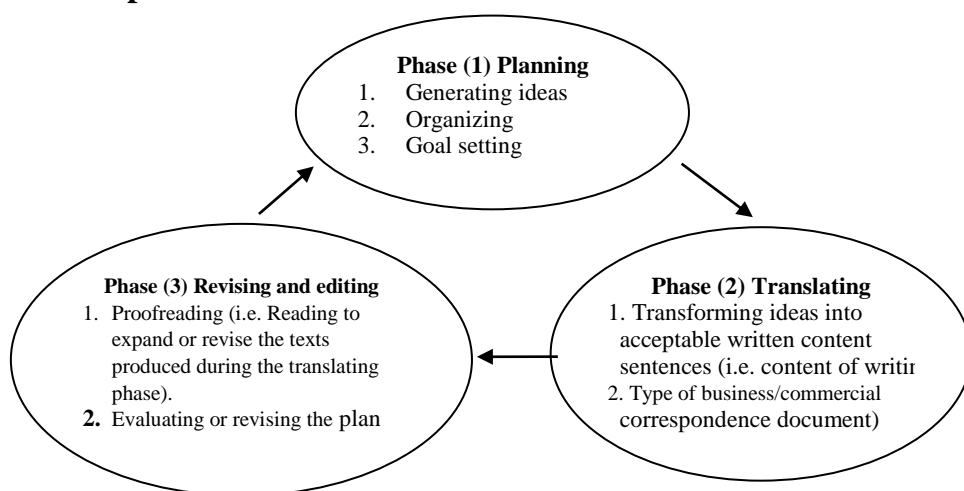 Phase (1) Planning
1. Generating ideas
2. Organizing
3. Goal setting
Phase (3) Revising and editing
1. Proofreading (i.e. Reading to
expand or revise the texts
produced during the translating
phase).
2. Evaluating or revising the plan
Phase (2) Translating
1. Transforming ideas into
acceptable written content
sentences (i.e. content of
2. Type of business/commercial
correspondence document)